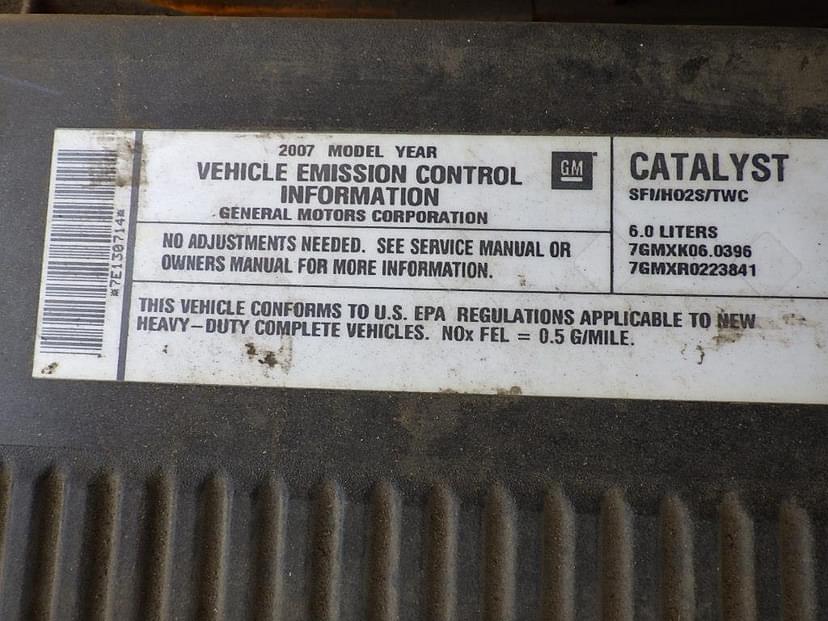 *7E130714*
2007 MODEL YEAR
VEHICLE EMISSION CONTROL
INFORMATION
GENERAL MOTORS CORPORATION
GM
NO ADJUSTMENTS NEEDED. SEE SERVICE MANUAL OR
OWNERS MANUAL FOR MORE INFORMATION.
CATALYST
SFI/HO2S/TWC
6.0 LITERS
7GMXK06.0396
7GMXR0223841
THIS VEHICLE CONFORMS TO U.S. EPA REGULATIONS APPLICABLE TO NEW
HEAVY-DUTY COMPLETE VEHICLES. NOx FEL = 0.5 G/MILE.